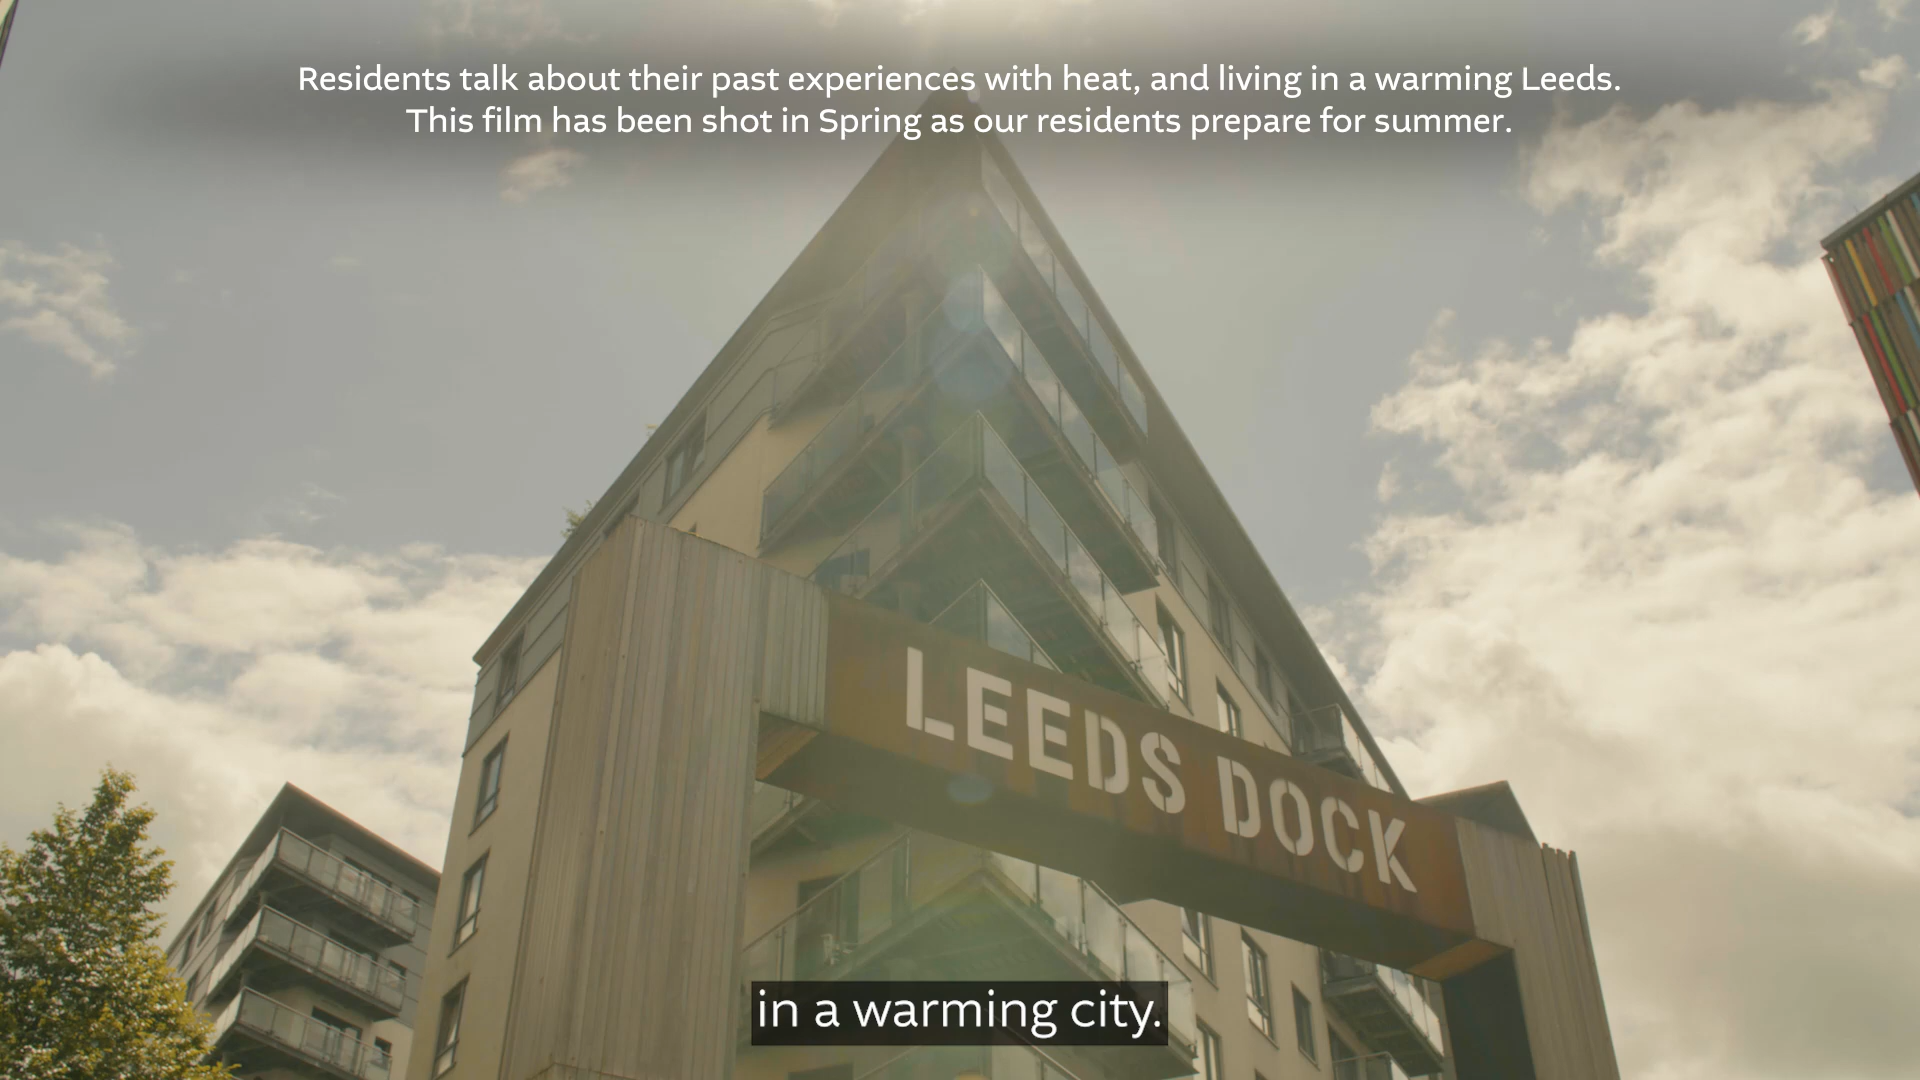 Residents talk about their past experiences with heat, and living in a warming Leeds.
This film has been shot in Spring as our residents prepare for summer.
LEEDS DOCK
in a warming city.